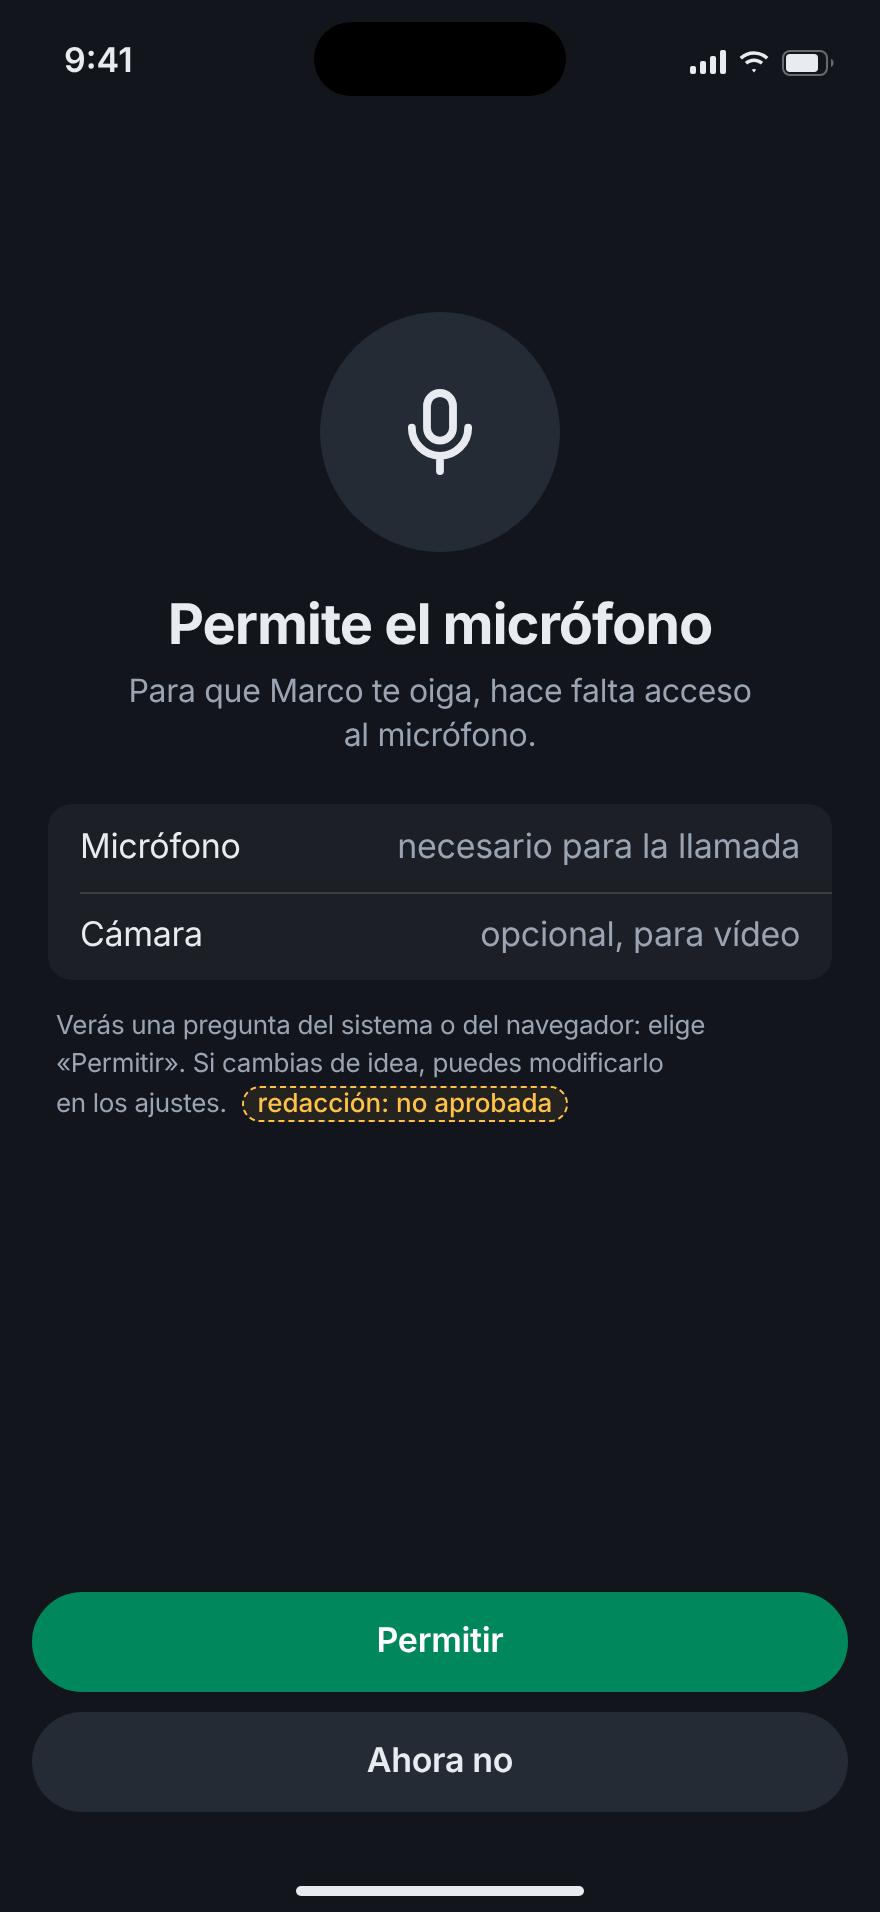 9:41
Permite el micrófono
Para que Marco te oiga, hace falta acceso
al micrófono.
Micrófono necesario para la llamada
Cámara opcional, para vídeo
Verás una pregunta del sistema o del navegador: elige
«Permitir». Si cambias de idea, puedes modificarlo
en los ajustes. redacción: no aprobada
Permitir
Ahora no